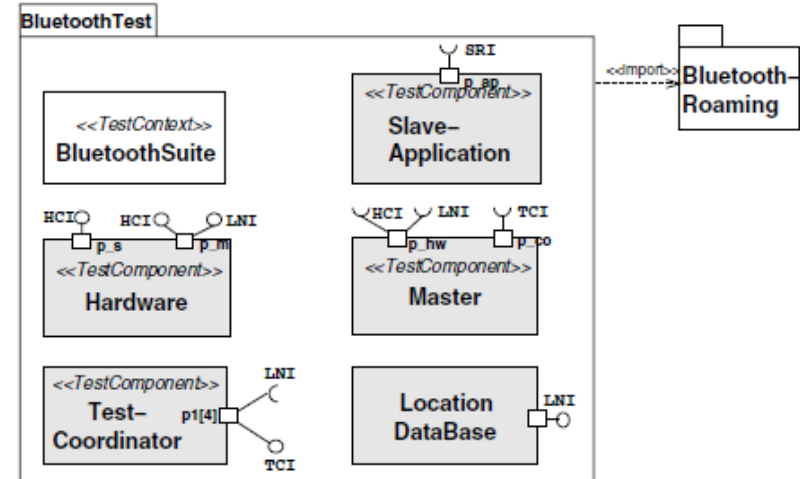 BluetoothTest
SRI
p_ap
<<TestComponent>>
Slave–
Application
<<import>>
Bluetooth–
Roaming
<<TestContext>>
BluetoothSuite
HCI
HCI
LNI
p_s
p_m
<<TestComponent>>
Hardware
HCI
LNI
TCI
p_hw
p_co
<<TestComponent>>
Master
<<TestComponent>>
Test–
Coordinator
p1[4]
LNI
TCI
Location
DataBase
LNI